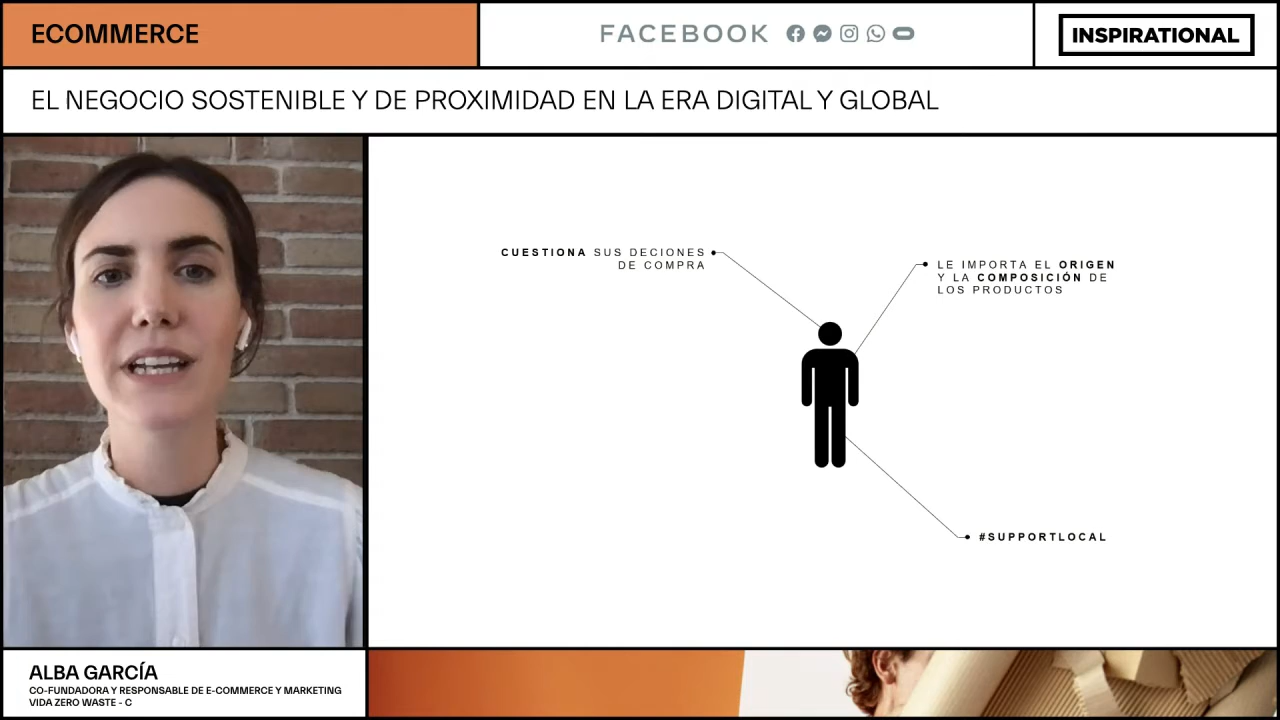 ECOMMERCE
FACEBOOK
INSPIRATIONAL
EL NEGOCIO SOSTENIBLE Y DE PROXIMIDAD EN LA ERA DIGITAL Y GLOBAL
CUESTIONA SUS DECIONES
DE COMPRA
LE IMPORTA EL ORIGEN
Y LA COMPOSICIÓN DE
LOS PRODUCTOS
#SUPPORTLOCAL
ALBA GARCÍA
CO-FUNDADORA Y RESPONSABLE DE E-COMMERCE Y MARKETING
VIDA ZERO WASTE - C